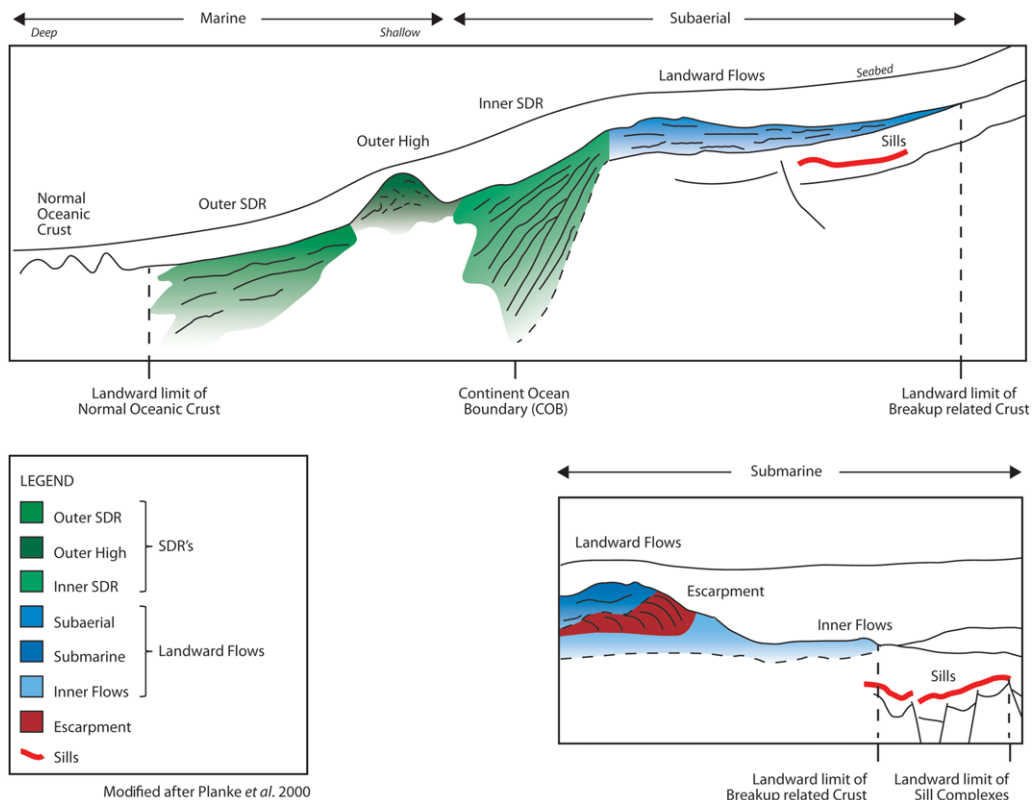 Marine
Subaerial
Deep
Shallow
Landward Flows
Seabed
Inner SDR
Outer High
Sills
Normal
Oceanic
Crust
Outer SDR
Landward limit of
Normal Oceanic Crust
Continent Ocean
Boundary (COB)
Landward limit of
Breakup related Crust
LEGEND
Outer SDR
Outer High
Inner SDR
SDR's
Subaerial
Submarine
Inner Flows
Landward Flows
Escarpment
Sills
Modified after Planke et al. 2000
Submarine
Landward Flows
Escarpment
Inner Flows
Sills
Landward limit of
Breakup related Crust
Landward limit of
Sill Complexes